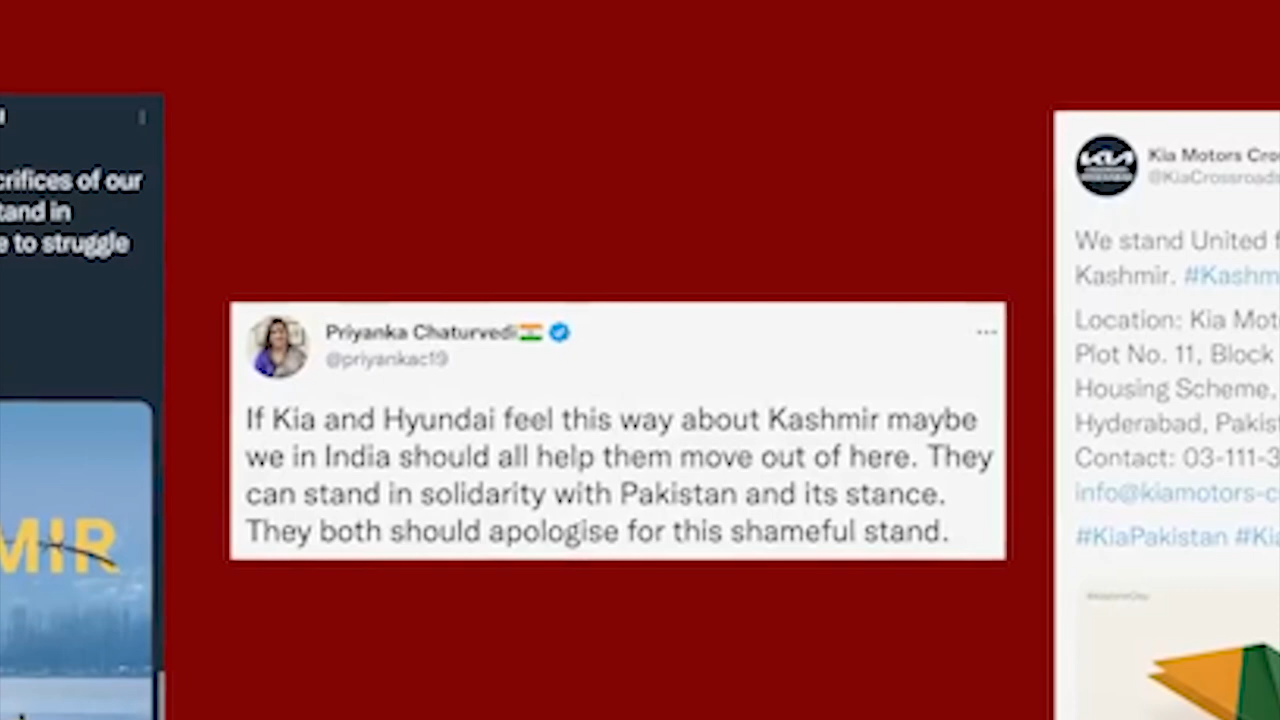 crifices of our
tand in
e to struggle
MIR
Priyanka Chaturvedi
@priyankac19
If Kia and Hyundai feel this way about Kashmir maybe
we in India should all help them move out of here. They
can stand in solidarity with Pakistan and its stance.
They both should apologise for this shameful stand.
KIA
Kia Motors Cro
@KiaCrossroads
We stand United f
Kashmir. #Kashm
Location: Kia Mot
Plot No. 11, Block
Housing Scheme,
Hyderabad, Pakist
Contact: 03-111-3
info@kiamotors-c
#KiaPakistan #Kia